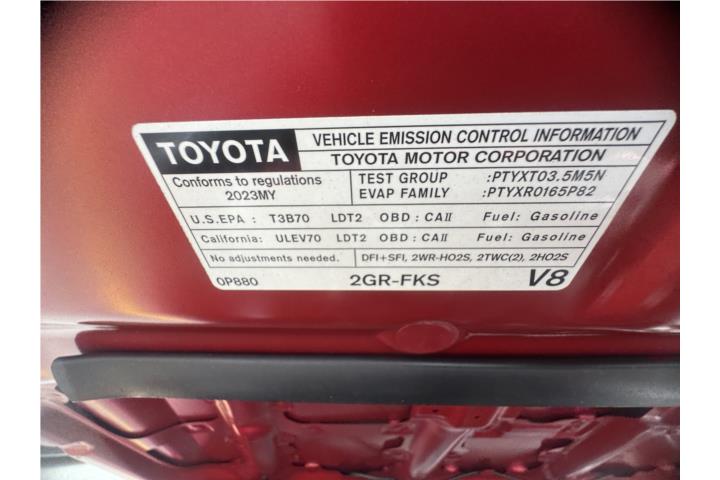 TOYOTA
VEHICLE EMISSION CONTROL INFORMATION
TOYOTA MOTOR CORPORATION
Conforms to regulations
2023MY
TEST GROUP :PTYXT03.5M5N
EVAP FAMILY :PTYXR0165P82
U.S.EPA : T3B70 LDT2 OBD : CAII Fuel: Gasoline
California: ULEV70 LDT2 OBD : CAII Fuel: Gasoline
No adjustments needed. DFI+SFI, 2WR-HO2S, 2TWC(2), 2HO2S
0P880 2GR-FKS V8